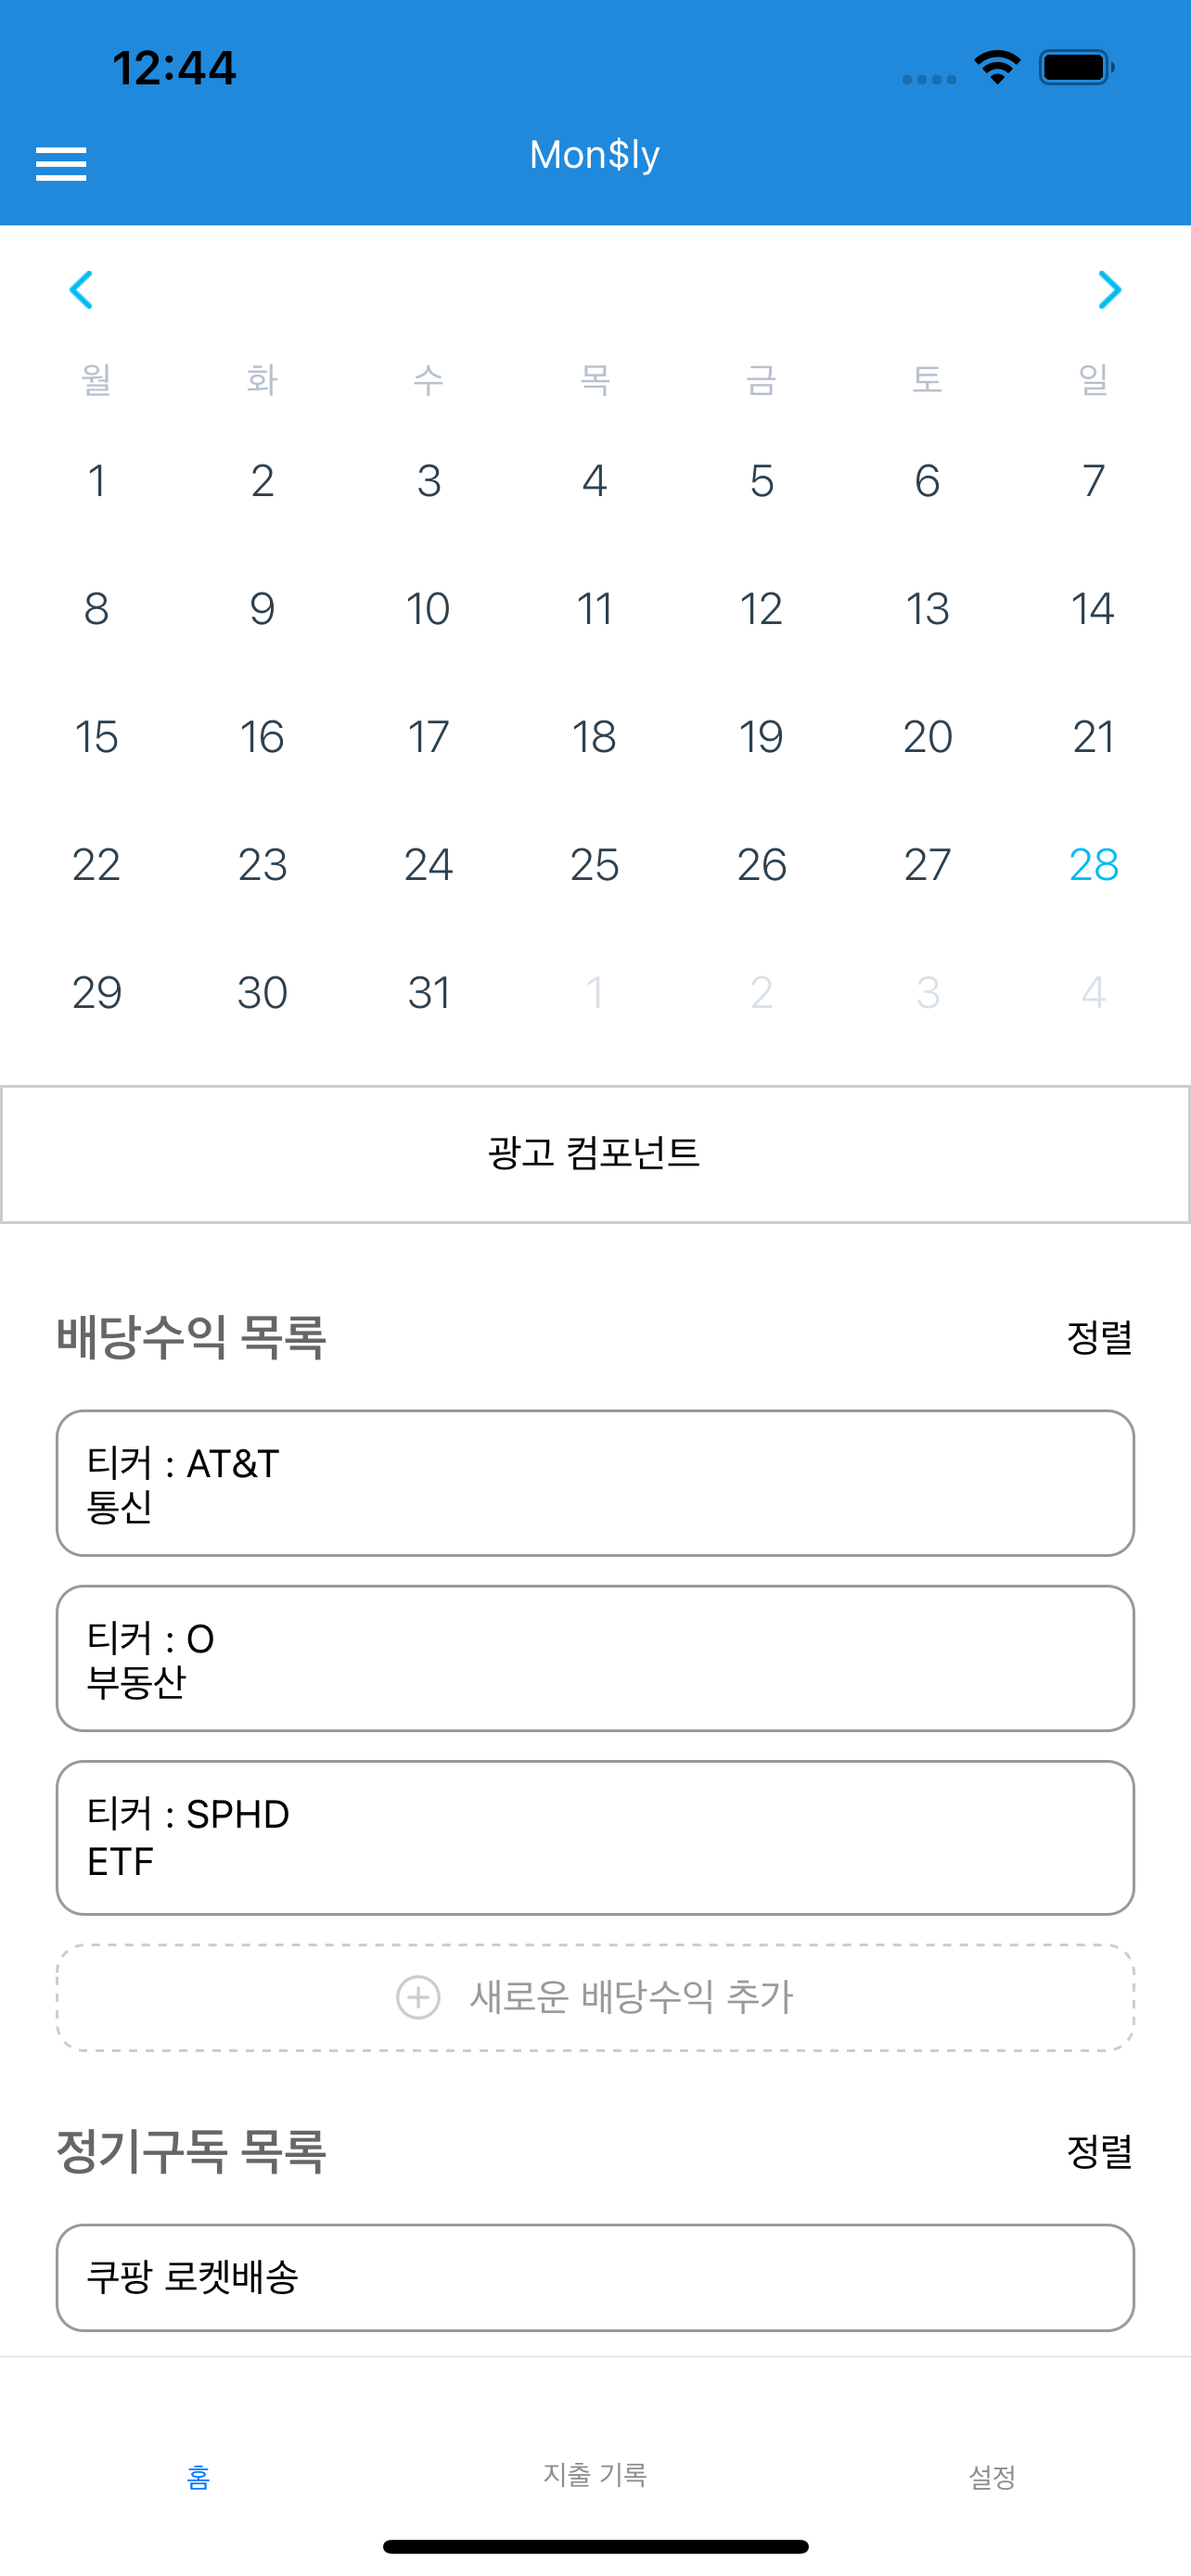 12:44
Mon$ly
월 화 수 목 금 토 일
1 2 3 4 5 6 7
8 9 10 11 12 13 14
15 16 17 18 19 20 21
22 23 24 25 26 27 28
29 30 31 1 2 3 4
광고 컴포넌트
배당수익 목록 정렬
티커 : AT&T
통신
티커 : O
부동산
티커 : SPHD
ETF
새로운 배당수익 추가
정기구독 목록 정렬
쿠팡 로켓배송
홈 지출 기록 설정